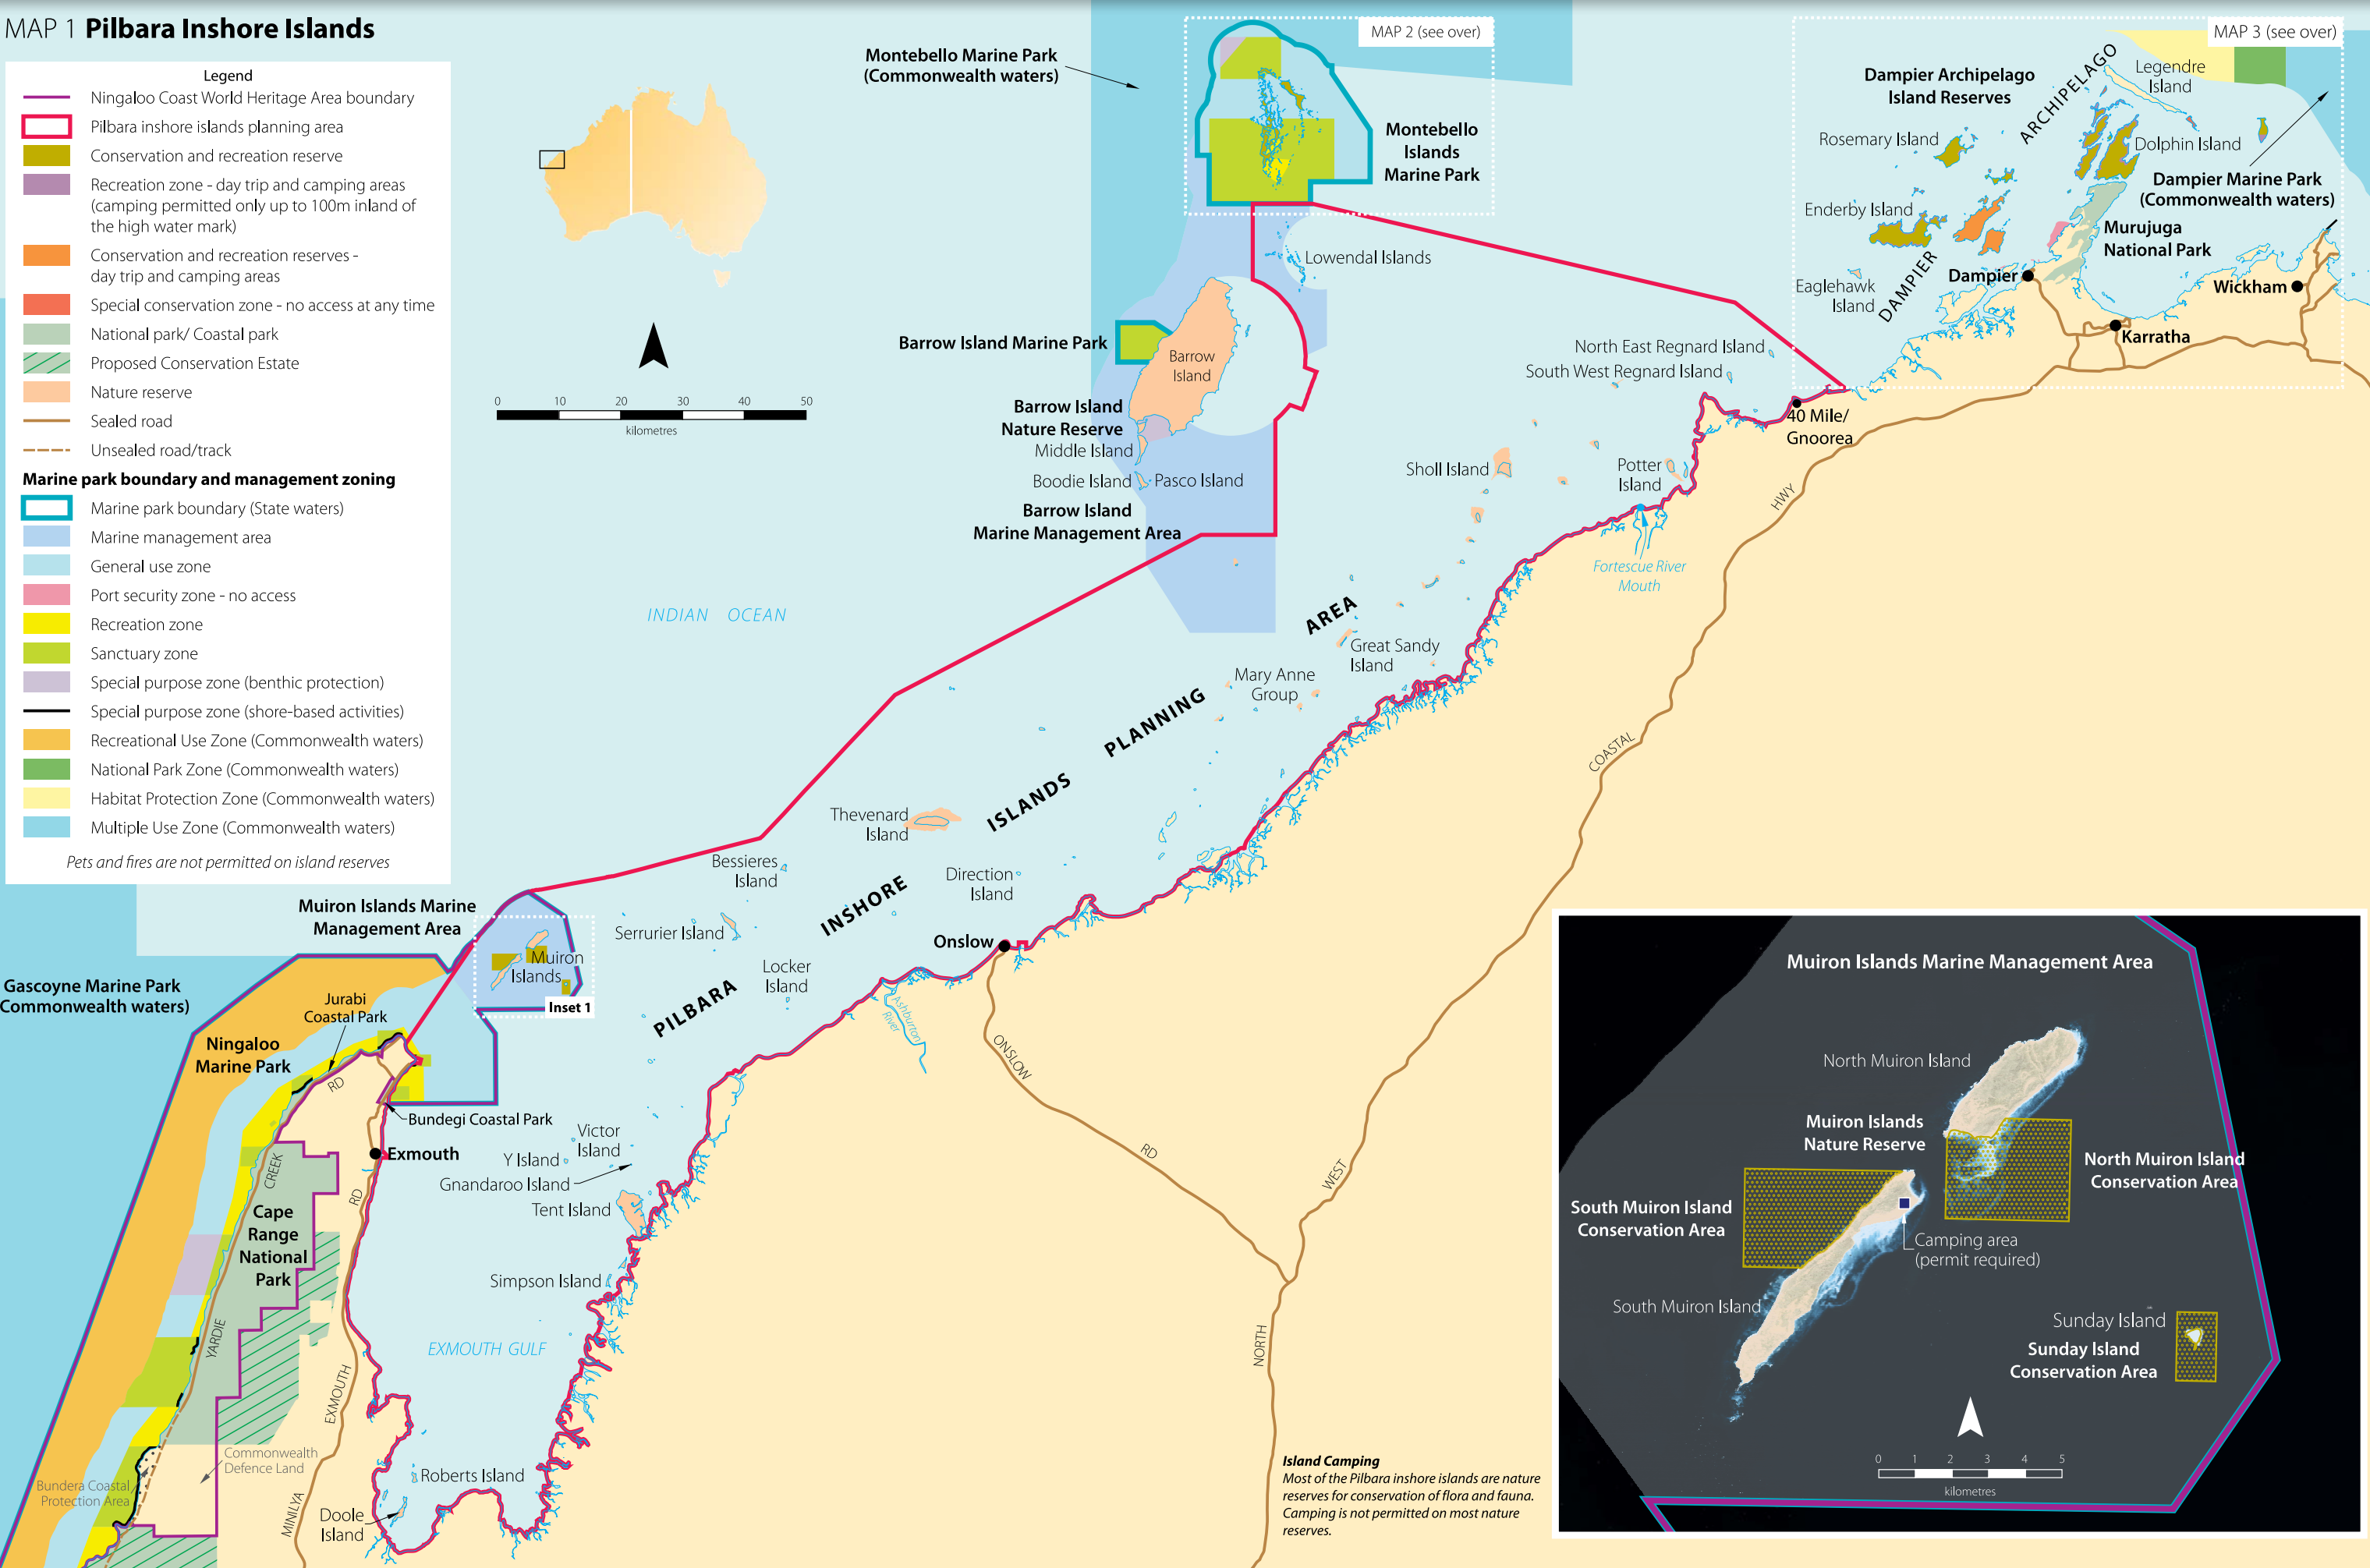 MAP 1 Pilbara Inshore Islands
Legend
Ningaloo Coast World Heritage Area boundary
Pilbara inshore islands planning area
Conservation and recreation reserve
Recreation zone - day trip and camping areas
(camping permitted only up to 100m inland of
the high water mark)
Conservation and recreation reserves -
day trip and camping areas
Special conservation zone - no access at any time
National park/ Coastal park
Proposed Conservation Estate
Nature reserve
Sealed road
Unsealed road/track
Marine park boundary and management zoning
Marine park boundary (State waters)
Marine management area
General use zone
Port security zone - no access
Recreation zone
Sanctuary zone
Special purpose zone (benthic protection)
Special purpose zone (shore-based activities)
Recreational Use Zone (Commonwealth waters)
National Park Zone (Commonwealth waters)
Habitat Protection Zone (Commonwealth waters)
Multiple Use Zone (Commonwealth waters)
Pets and fires are not permitted on island reserves
0 10 20 30 40 50
kilometres
MAP 2 (see over)
Montebello Marine Park
(Commonwealth waters)
Montebello
Islands
Marine Park
Lowendal Islands
Barrow Island Marine Park
Barrow
Island
Barrow Island
Nature Reserve
Middle Island
Boodie Island
Pasco Island
Barrow Island
Marine Management Area
MAP 3 (see over)
Dampier Archipelago
Island Reserves
DAMPIER
ARCHIPELAGO
Legendre
Island
Rosemary Island
Dolphin Island
Dampier Marine Park
(Commonwealth waters)
Enderby Island
Murujuga
National Park
Eaglehawk
Island
Dampier
Wickham
Karratha
North East Regnard Island
South West Regnard Island
40 Mile/
Gnoorea
Sholl Island
Potter
Island
Fortescue River
Mouth
INDIAN OCEAN
Great Sandy
Island
Mary Anne
Group
PILBARA
INSHORE
ISLANDS
PLANNING
AREA
Thevenard
Island
Bessieres
Island
Direction
Island
Serrurier Island
Onslow
Locker
Island
Ashburton
River
NORTH
WEST
COASTAL
HWY
ONSLOW
RD
Muiron Islands Marine
Management Area
Muiron
Islands
Inset 1
Gascoyne Marine Park
Commonwealth waters)
Jurabi
Coastal Park
Ningaloo
Marine Park
Bundegi Coastal Park
Exmouth
Victor
Island
Y Island
Gnandaroo Island
Tent Island
Simpson Island
Cape
Range
National
Park
YARDIE
CREEK
RD
MINILYA
EXMOUTH
RD
EXMOUTH GULF
Commonwealth
Defence Land
Bundera Coastal
Protection Area
Roberts Island
Doole
Island
Island Camping
Most of the Pilbara inshore islands are nature
reserves for conservation of flora and fauna.
Camping is not permitted on most nature
reserves.
Muiron Islands Marine Management Area
North Muiron Island
Muiron Islands
Nature Reserve
North Muiron Island
Conservation Area
South Muiron Island
Conservation Area
Camping area
(permit required)
South Muiron Island
Sunday Island
Sunday Island
Conservation Area
0 1 2 3 4 5
kilometres